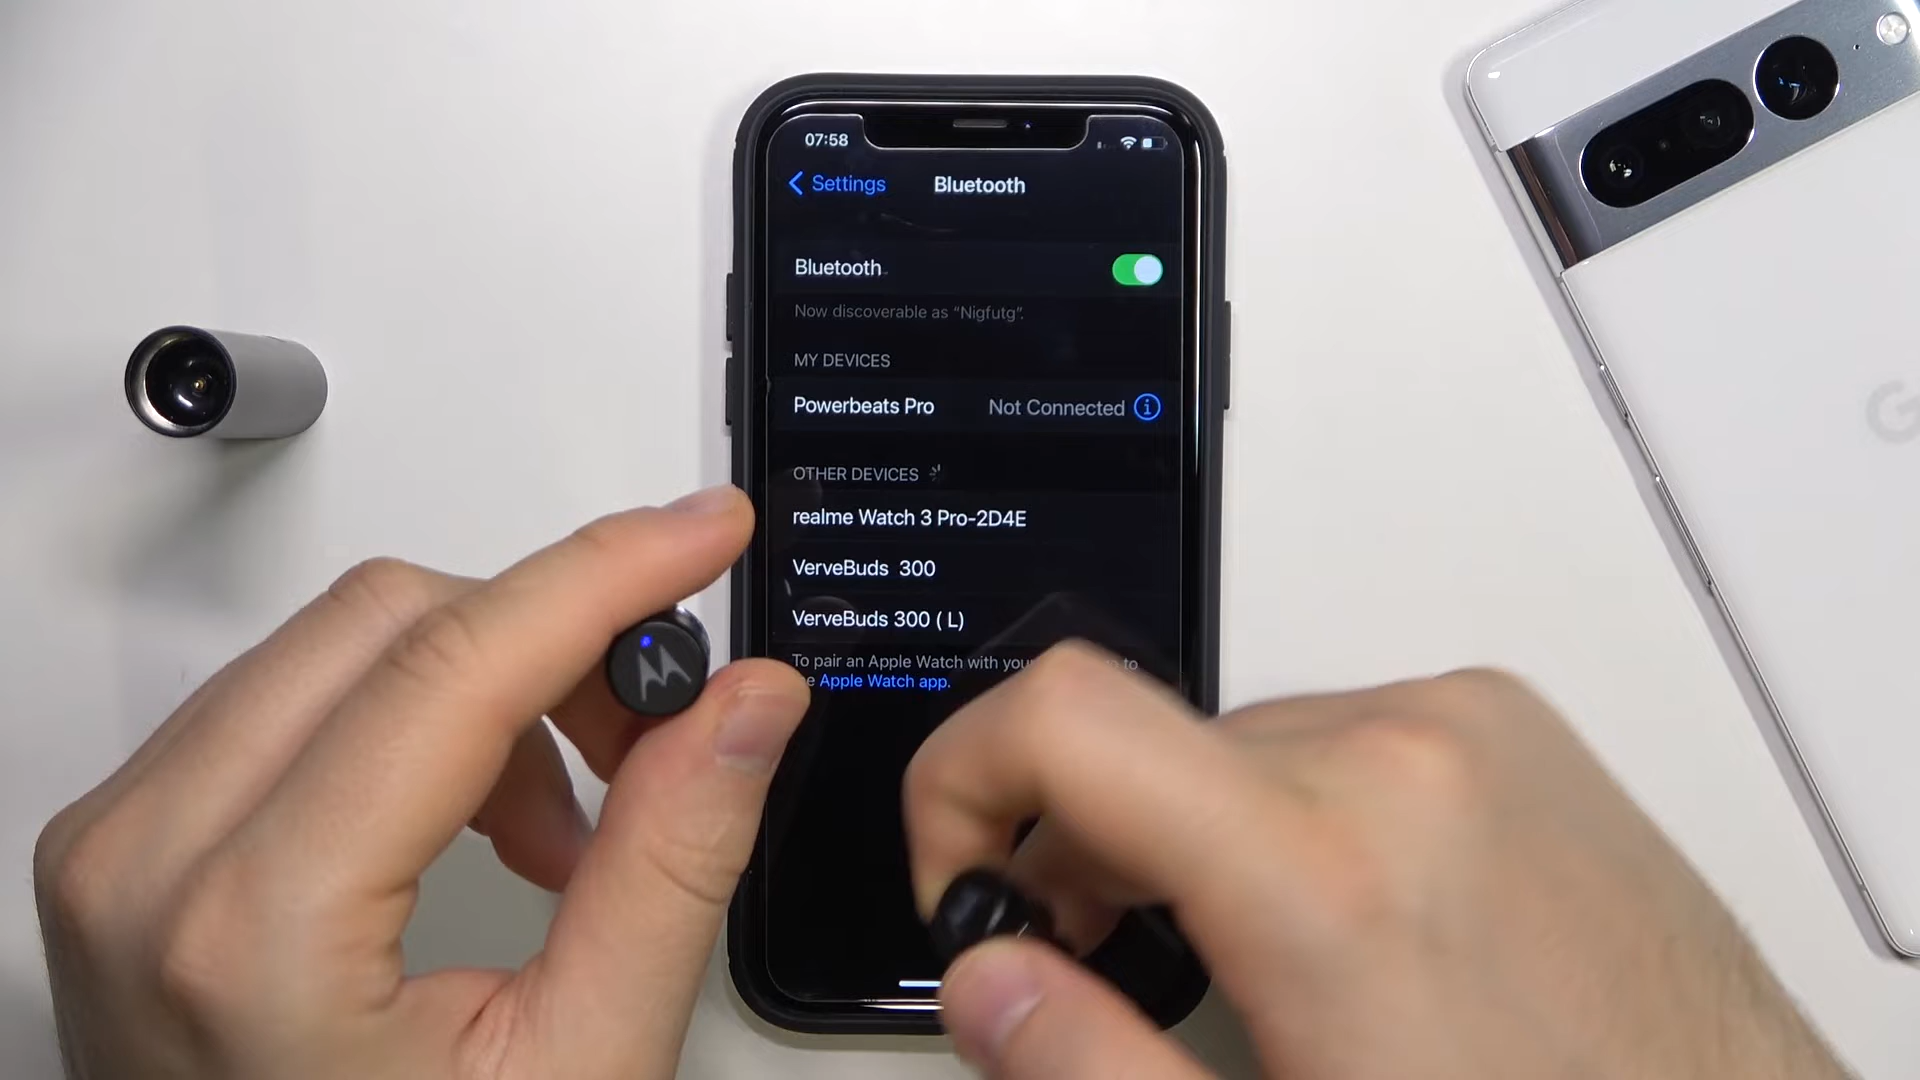 07:58
Settings
Bluetooth
Bluetooth
Now discoverable as “Nigfutg”.
MY DEVICES
Powerbeats Pro Not Connected
OTHER DEVICES
realme Watch 3 Pro-2D4E
VerveBuds 300
VerveBuds 300 ( L)
To pair an Apple Watch with to
Apple Watch app.
G